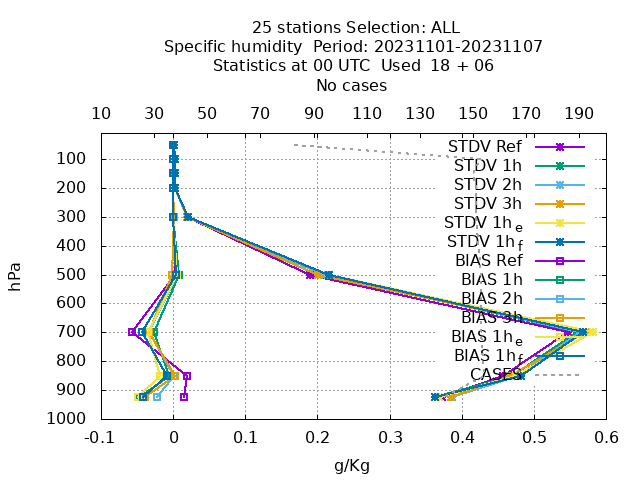 25 stations Selection: ALL
Specific humidity  Period: 20231101-20231107
Statistics at 00 UTC  Used  18 + 06
No cases
10 30 50 70 90 110 130 150 170 190
hPa
100
200
300
400
500
600
700
800
900
1000
STDV Ref
STDV 1h
STDV 2h
STDV 3h
STDV 1h e
STDV 1h f
BIAS Ref
BIAS 1h
BIAS 2h
BIAS 3h
BIAS 1h e
BIAS 1h f
CASES
-0.1 0 0.1 0.2 0.3 0.4 0.5 0.6
g/Kg